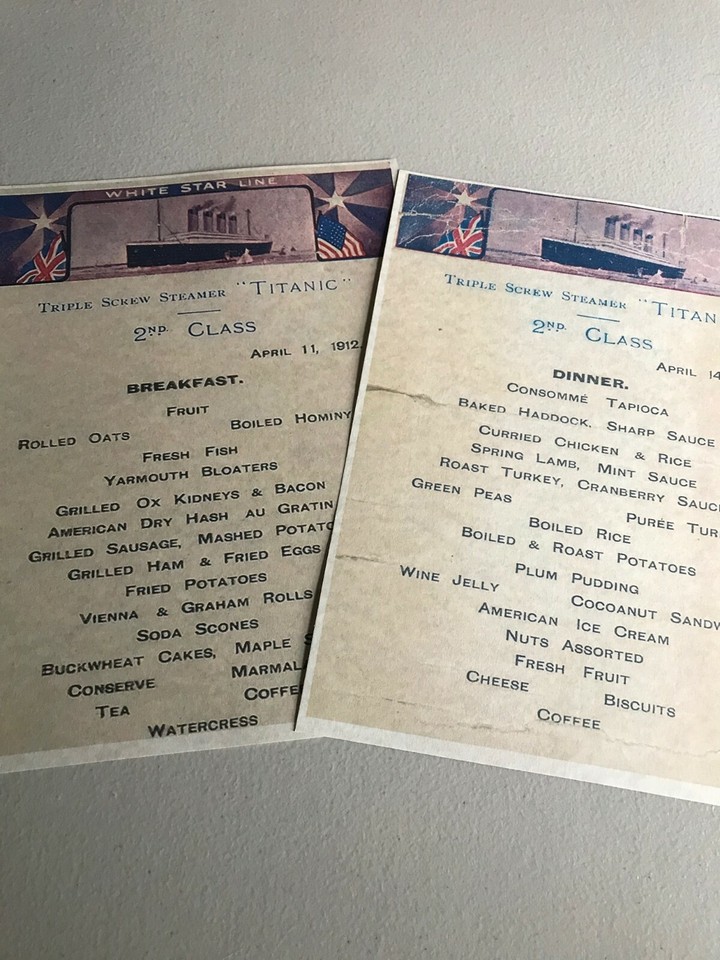 WHITE STAR LINE
TRIPLE SCREW STEAMER "TITANIC"
2ND. CLASS
APRIL 11, 1912.
BREAKFAST.
FRUIT
ROLLED OATS BOILED HOMINY
FRESH FISH
YARMOUTH BLOATERS
GRILLED OX KIDNEYS & BACON
AMERICAN DRY HASH AU GRATIN
GRILLED SAUSAGE, MASHED POTATO
GRILLED HAM & FRIED EGGS
FRIED POTATOES
VIENNA & GRAHAM ROLLS
SODA SCONES
BUCKWHEAT CAKES, MAPLE S
CONSERVE MARMAL
TEA COFFE
WATERCRESS
TRIPLE SCREW STEAMER "TITAN
2ND. CLASS
APRIL 14
DINNER.
CONSOMMÉ TAPIOCA
BAKED HADDOCK, SHARP SAUCE
CURRIED CHICKEN & RICE
SPRING LAMB, MINT SAUCE
ROAST TURKEY, CRANBERRY SAUC
GREEN PEAS PURÉE TUR
BOILED RICE
BOILED & ROAST POTATOES
PLUM PUDDING
WINE JELLY COCOANUT SANDW
AMERICAN ICE CREAM
NUTS ASSORTED
FRESH FRUIT
CHEESE BISCUITS
COFFEE